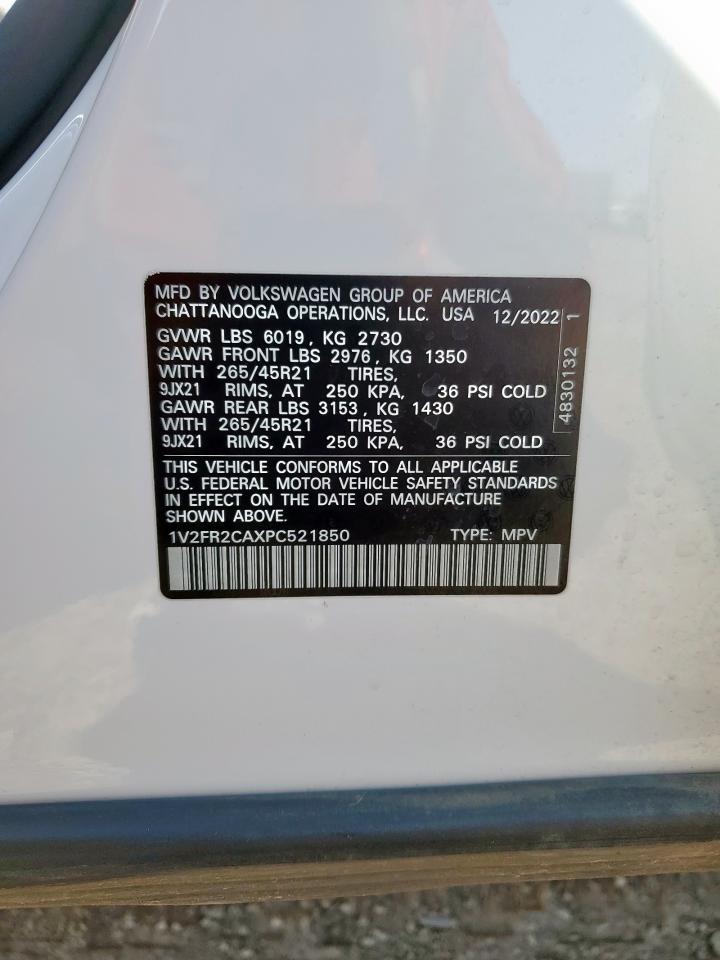 MFD BY VOLKSWAGEN GROUP OF AMERICA
CHATTANOOGA OPERATIONS, LLC. USA 12/2022
GVWR LBS 6019, KG 2730
GAWR FRONT LBS 2976, KG 1350
WITH 265/45R21 TIRES,
9JX21 RIMS, AT 250 KPA, 36 PSI COLD
GAWR REAR LBS 3153, KG 1430
WITH 265/45R21 TIRES,
9JX21 RIMS, AT 250 KPA, 36 PSI COLD
THIS VEHICLE CONFORMS TO ALL APPLICABLE
U.S. FEDERAL MOTOR VEHICLE SAFETY STANDARDS
IN EFFECT ON THE DATE OF MANUFACTURE
SHOWN ABOVE.
1V2FR2CAXPC521850 TYPE: MPV
4830132 1